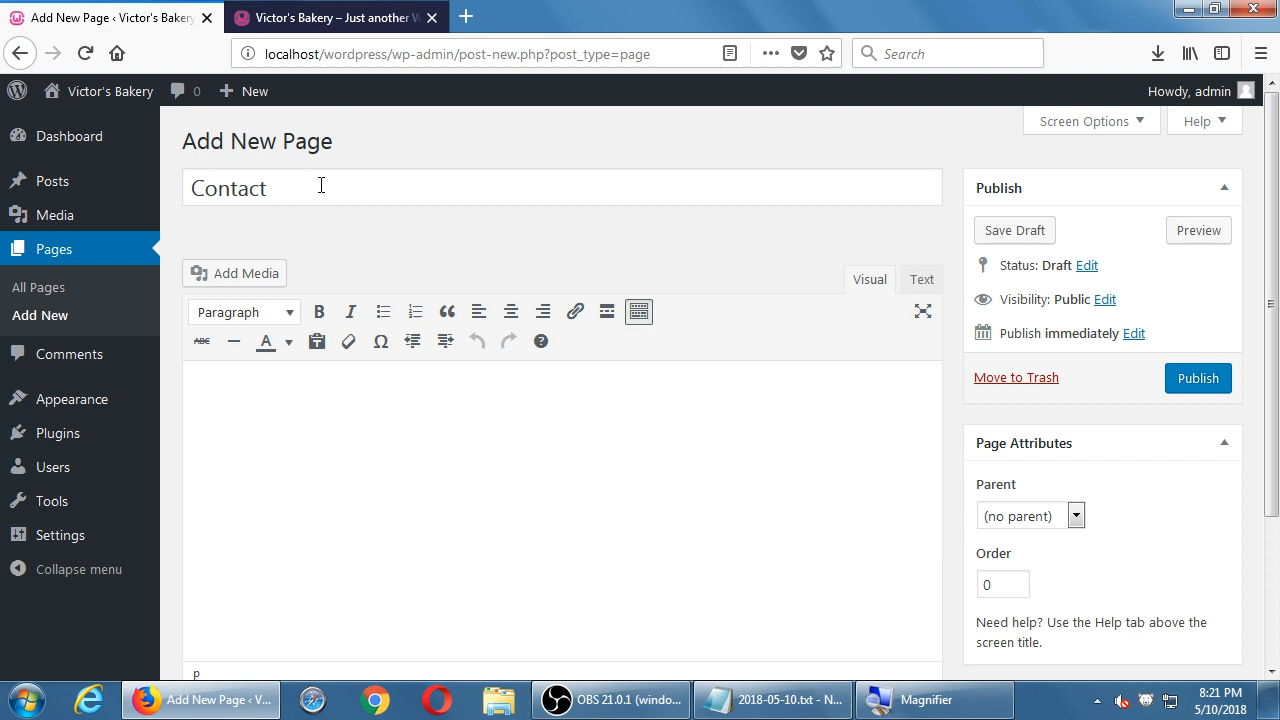 Add New Page ‹ Victor's Bakery
Victor's Bakery – Just another W
localhost/wordpress/wp-admin/post-new.php?post_type=page
Search
Victor's Bakery
0
New
Howdy, admin
Dashboard
Posts
Media
Pages
All Pages
Add New
Comments
Appearance
Plugins
Users
Tools
Settings
Collapse menu
Screen Options
Help
Add New Page
Contact
Add Media
Visual
Text
Paragraph
B
I
ABC
A
Ω
p
Publish
Save Draft
Preview
Status: Draft Edit
Visibility: Public Edit
Publish immediately Edit
Move to Trash
Publish
Page Attributes
Parent
(no parent)
Order
0
Need help? Use the Help tab above the
screen title.
Add New Page ‹ V...
OBS 21.0.1 (windo...
2018-05-10.txt - N...
Magnifier
8:21 PM
5/10/2018